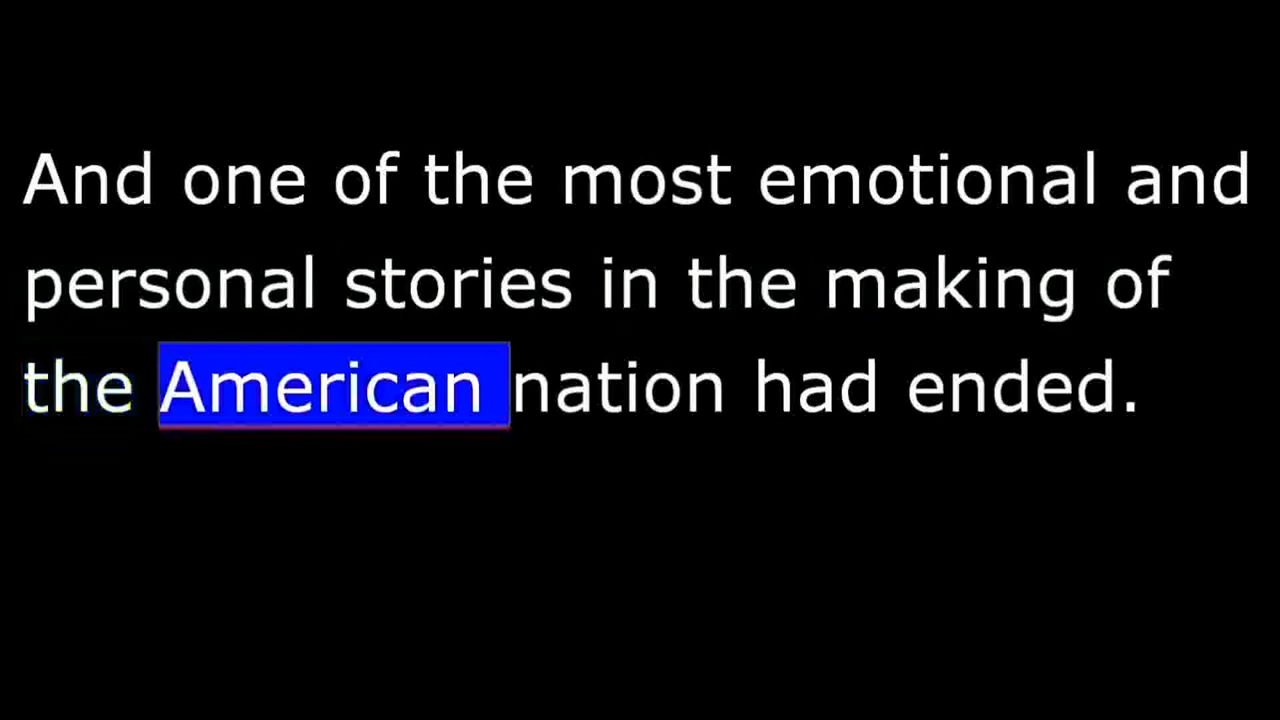 And one of the most emotional and
personal stories in the making of
the American nation had ended.